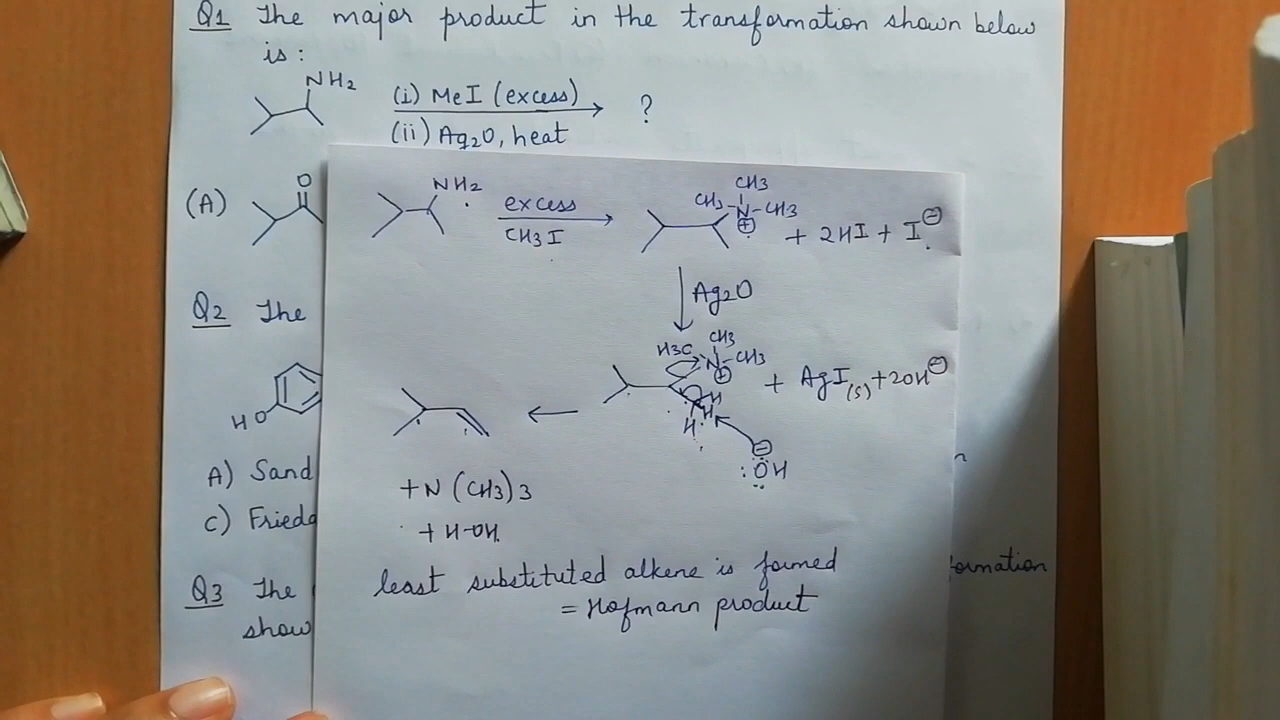 Q1 The major product in the transformation shown below
is :
NH2
(i) MeI (excess)
(ii) Ag2O, heat
?
(A)
O
NH2
excess
CH3I
CH3
CH3-N-CH3
⊕
+ 2HI + I⊖
Ag2O
CH3
H3C N-CH3
⊕
H
H
H
+ AgI(s) + 2OH⊖
⊖
:OH
+ N (CH3)3
+ H-OH
least substituted alkene is formed
= Hofmann product
Q2 The
HO
A) Sand
C) Fried
n
Q3 The
formation
show